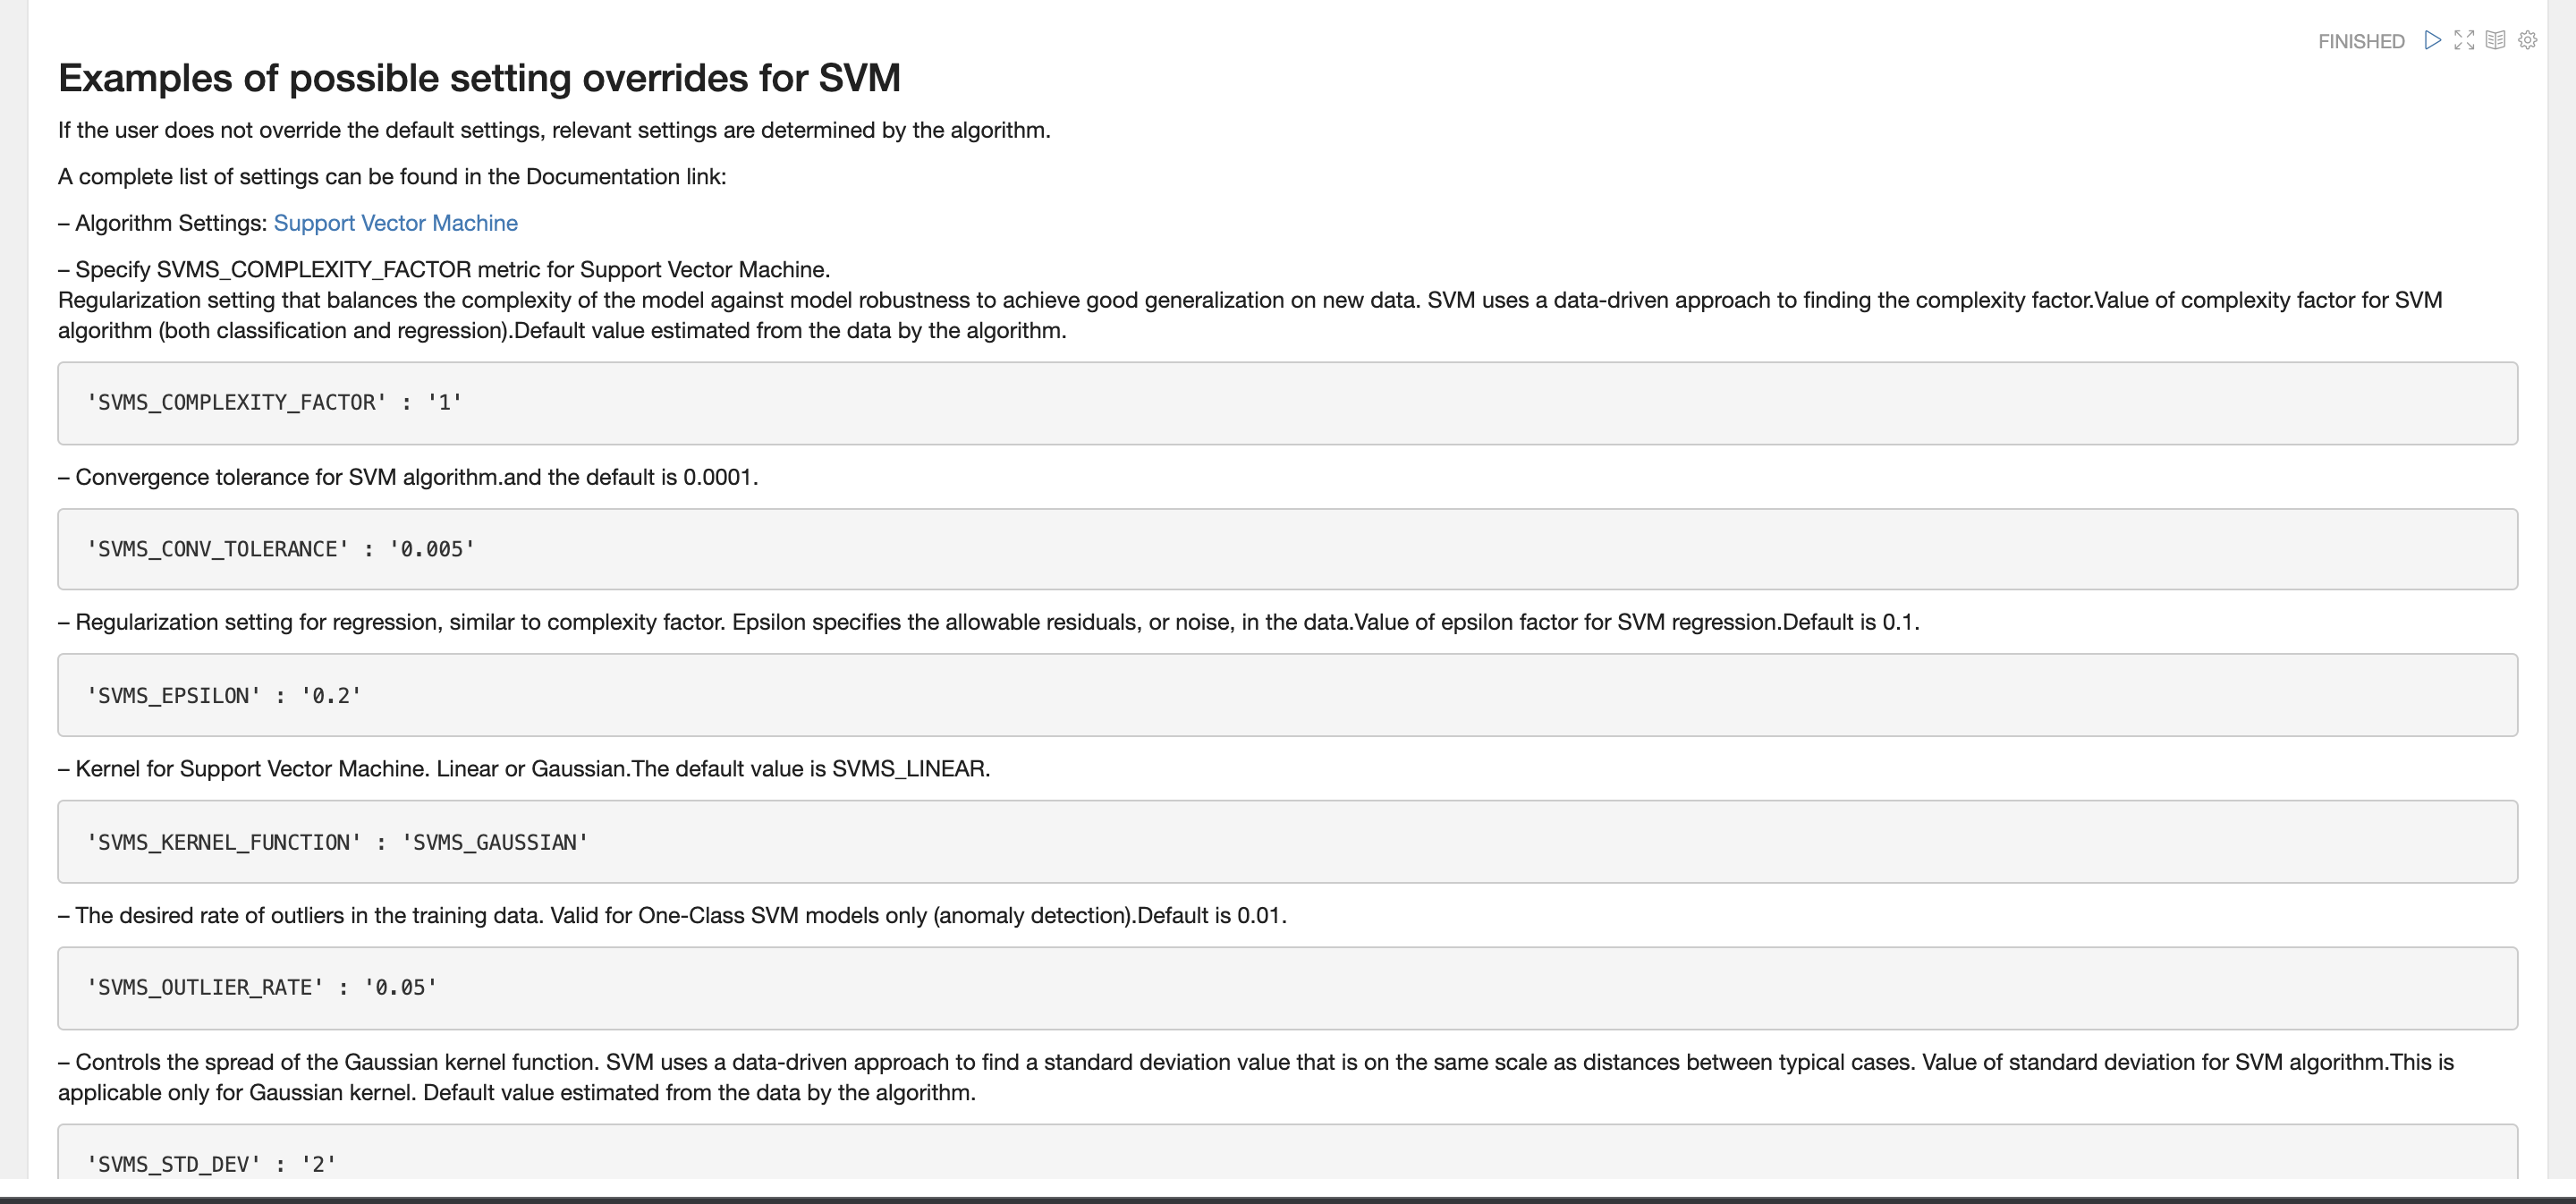 FINISHED
Examples of possible setting overrides for SVM
If the user does not override the default settings, relevant settings are determined by the algorithm.
A complete list of settings can be found in the Documentation link:
– Algorithm Settings: Support Vector Machine
– Specify SVMS_COMPLEXITY_FACTOR metric for Support Vector Machine.
Regularization setting that balances the complexity of the model against model robustness to achieve good generalization on new data. SVM uses a data-driven approach to finding the complexity factor.Value of complexity factor for SVM
algorithm (both classification and regression).Default value estimated from the data by the algorithm.
'SVMS_COMPLEXITY_FACTOR' : '1'
– Convergence tolerance for SVM algorithm.and the default is 0.0001.
'SVMS_CONV_TOLERANCE' : '0.005'
– Regularization setting for regression, similar to complexity factor. Epsilon specifies the allowable residuals, or noise, in the data.Value of epsilon factor for SVM regression.Default is 0.1.
'SVMS_EPSILON' : '0.2'
– Kernel for Support Vector Machine. Linear or Gaussian.The default value is SVMS_LINEAR.
'SVMS_KERNEL_FUNCTION' : 'SVMS_GAUSSIAN'
– The desired rate of outliers in the training data. Valid for One-Class SVM models only (anomaly detection).Default is 0.01.
'SVMS_OUTLIER_RATE' : '0.05'
– Controls the spread of the Gaussian kernel function. SVM uses a data-driven approach to find a standard deviation value that is on the same scale as distances between typical cases. Value of standard deviation for SVM algorithm.This is
applicable only for Gaussian kernel. Default value estimated from the data by the algorithm.
'SVMS_STD_DEV' : '2'